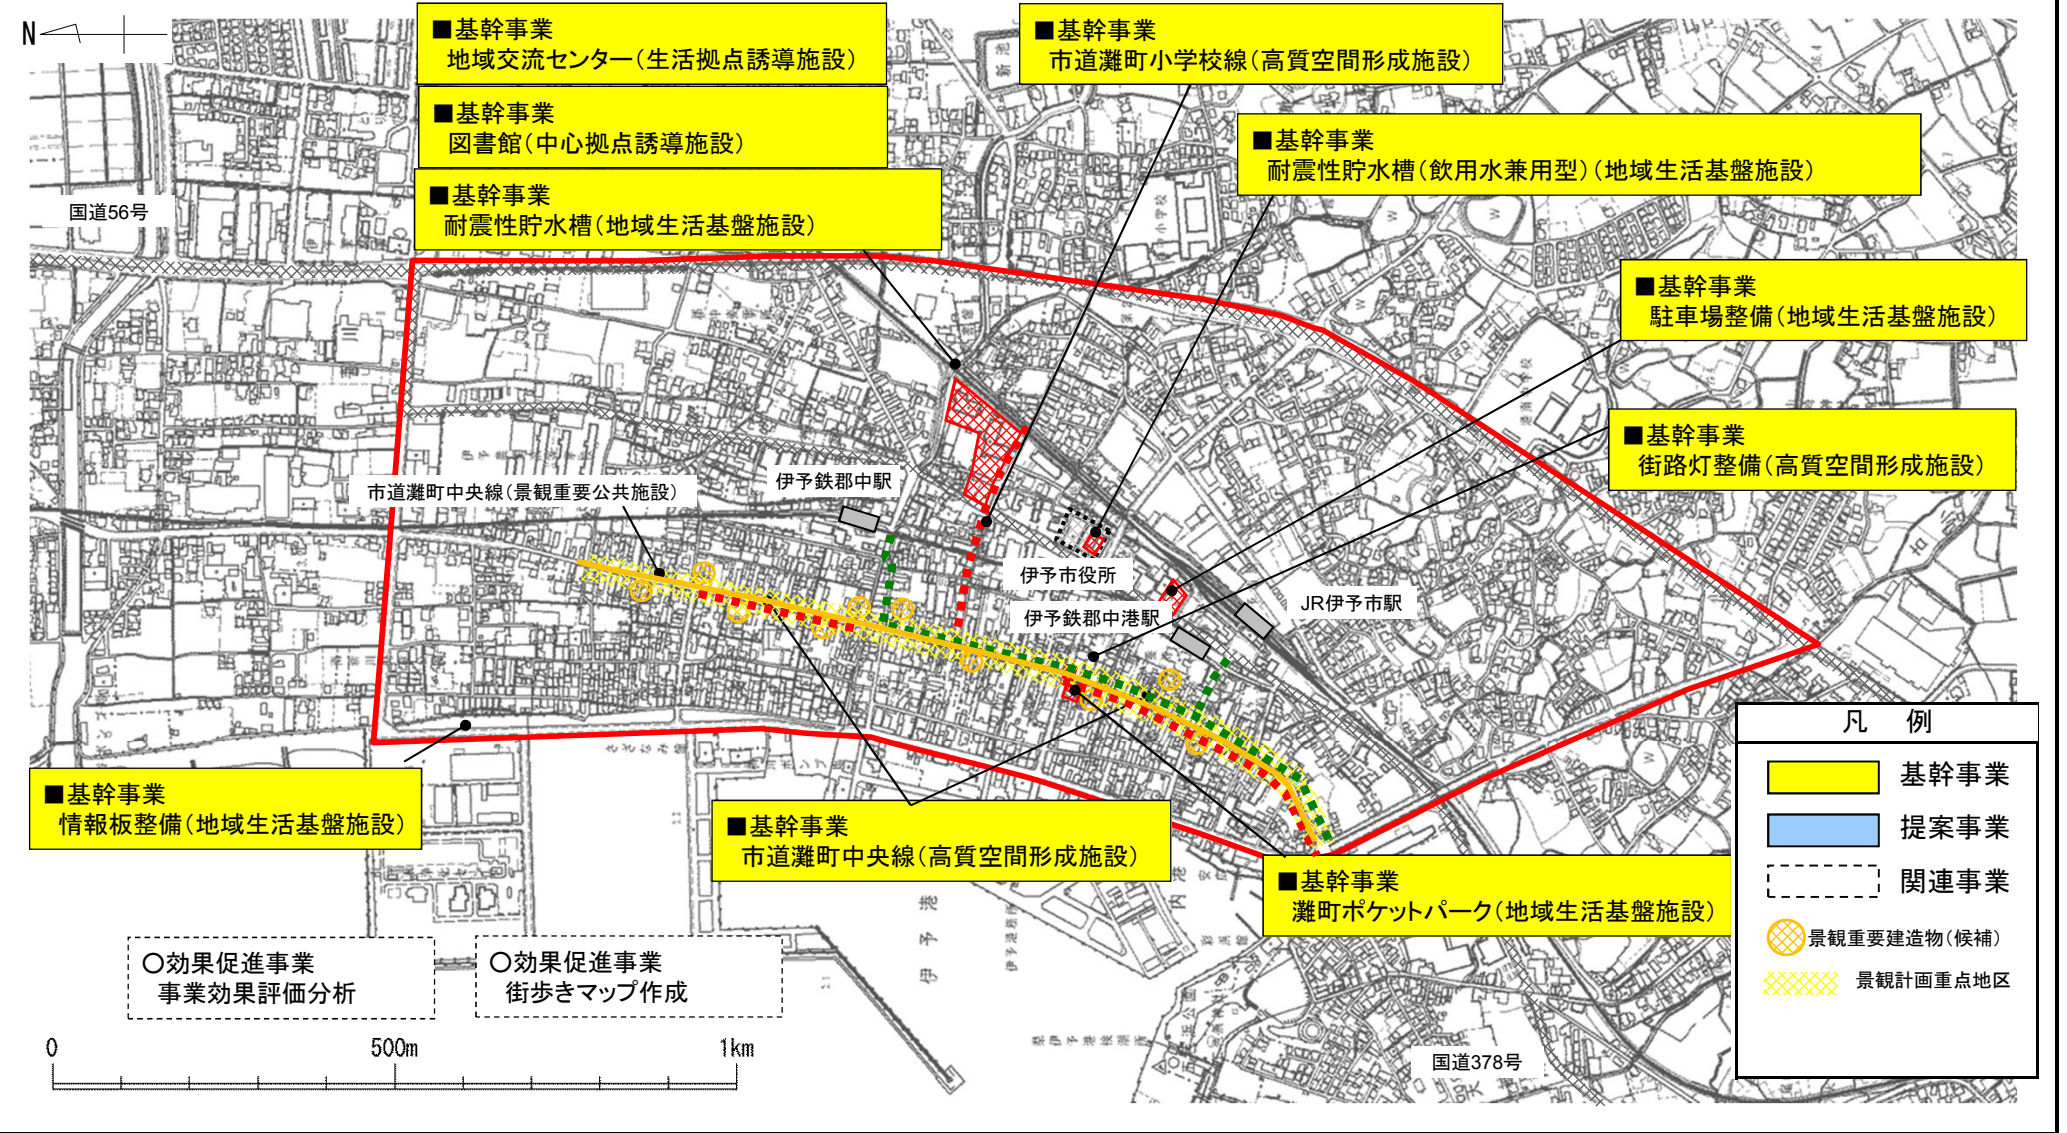 N
■基幹事業
地域交流センター(生活拠点誘導施設)
■基幹事業
図書館(中心拠点誘導施設)
■基幹事業
耐震性貯水槽(地域生活基盤施設)
■基幹事業
市道灘町小学校線(高質空間形成施設)
■基幹事業
耐震性貯水槽(飲用水兼用型)(地域生活基盤施設)
国道56号
■基幹事業
駐車場整備(地域生活基盤施設)
■基幹事業
街路灯整備(高質空間形成施設)
市道灘町中央線(景観重要公共施設)
伊予鉄郡中駅
伊予市役所
伊予鉄郡中港駅
JR伊予市駅
■基幹事業
情報板整備(地域生活基盤施設)
■基幹事業
市道灘町中央線(高質空間形成施設)
■基幹事業
灘町ポケットパーク(地域生活基盤施設)
凡 例
基幹事業
提案事業
関連事業
景観重要建造物(候補)
景観計画重点地区
○効果促進事業
事業効果評価分析
○効果促進事業
街歩きマップ作成
伊予港
内港
国道378号
0 500m 1km